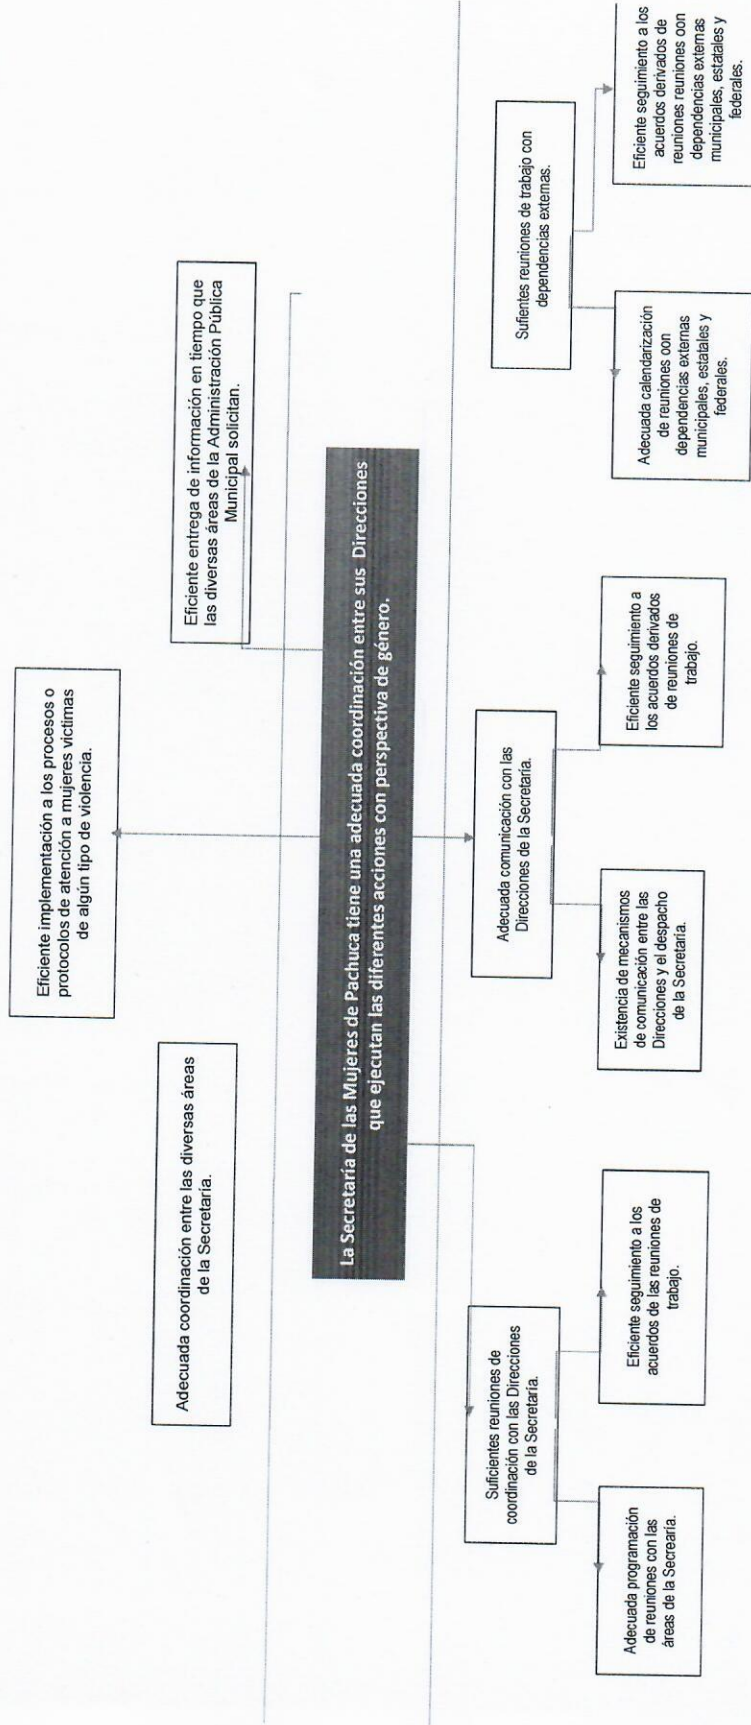 Eficiente implementación a los procesos o
protocolos de atención a mujeres victimas
de algún tipo de violencia.
Adecuada coordinación entre las diversas áreas
de la Secretaria.
Eficiente entrega de información en tiempo que
las diversas áreas de la Administración Pública
Municipal solicitan.
La Secretaría de las Mujeres de Pachuca tiene una adecuada coordinación entre sus Direcciones
que ejecutan las diferentes acciones con perspectiva de género.
Suficientes reuniones de
coordinación con las Direcciones
de la Secretaría.
Adecuada comunicación con las
Direcciones de la Secretaría.
Sufientes reuniones de trabajo con
dependencias externas.
Adecuada programación
de reuniones con las
áreas de la Secrearía.
Eficiente seguimiento a los
acuerdos de las reuniones de
trabajo.
Existencia de mecanismos
de comunicación entre las
Direcciones y el despacho
de la Secretaría.
Eficiente seguimiento a
los acuerdos derivados
de reuniones de
trabajo.
Adecuada calendarización
de reuniones oon
dependencias externas
municipales, estatales y
federales.
Eficiente seguimiento a los
acuerdos derivados de
reuniones reuniones oon
dependencias externas
municipales, estatales y
federales.